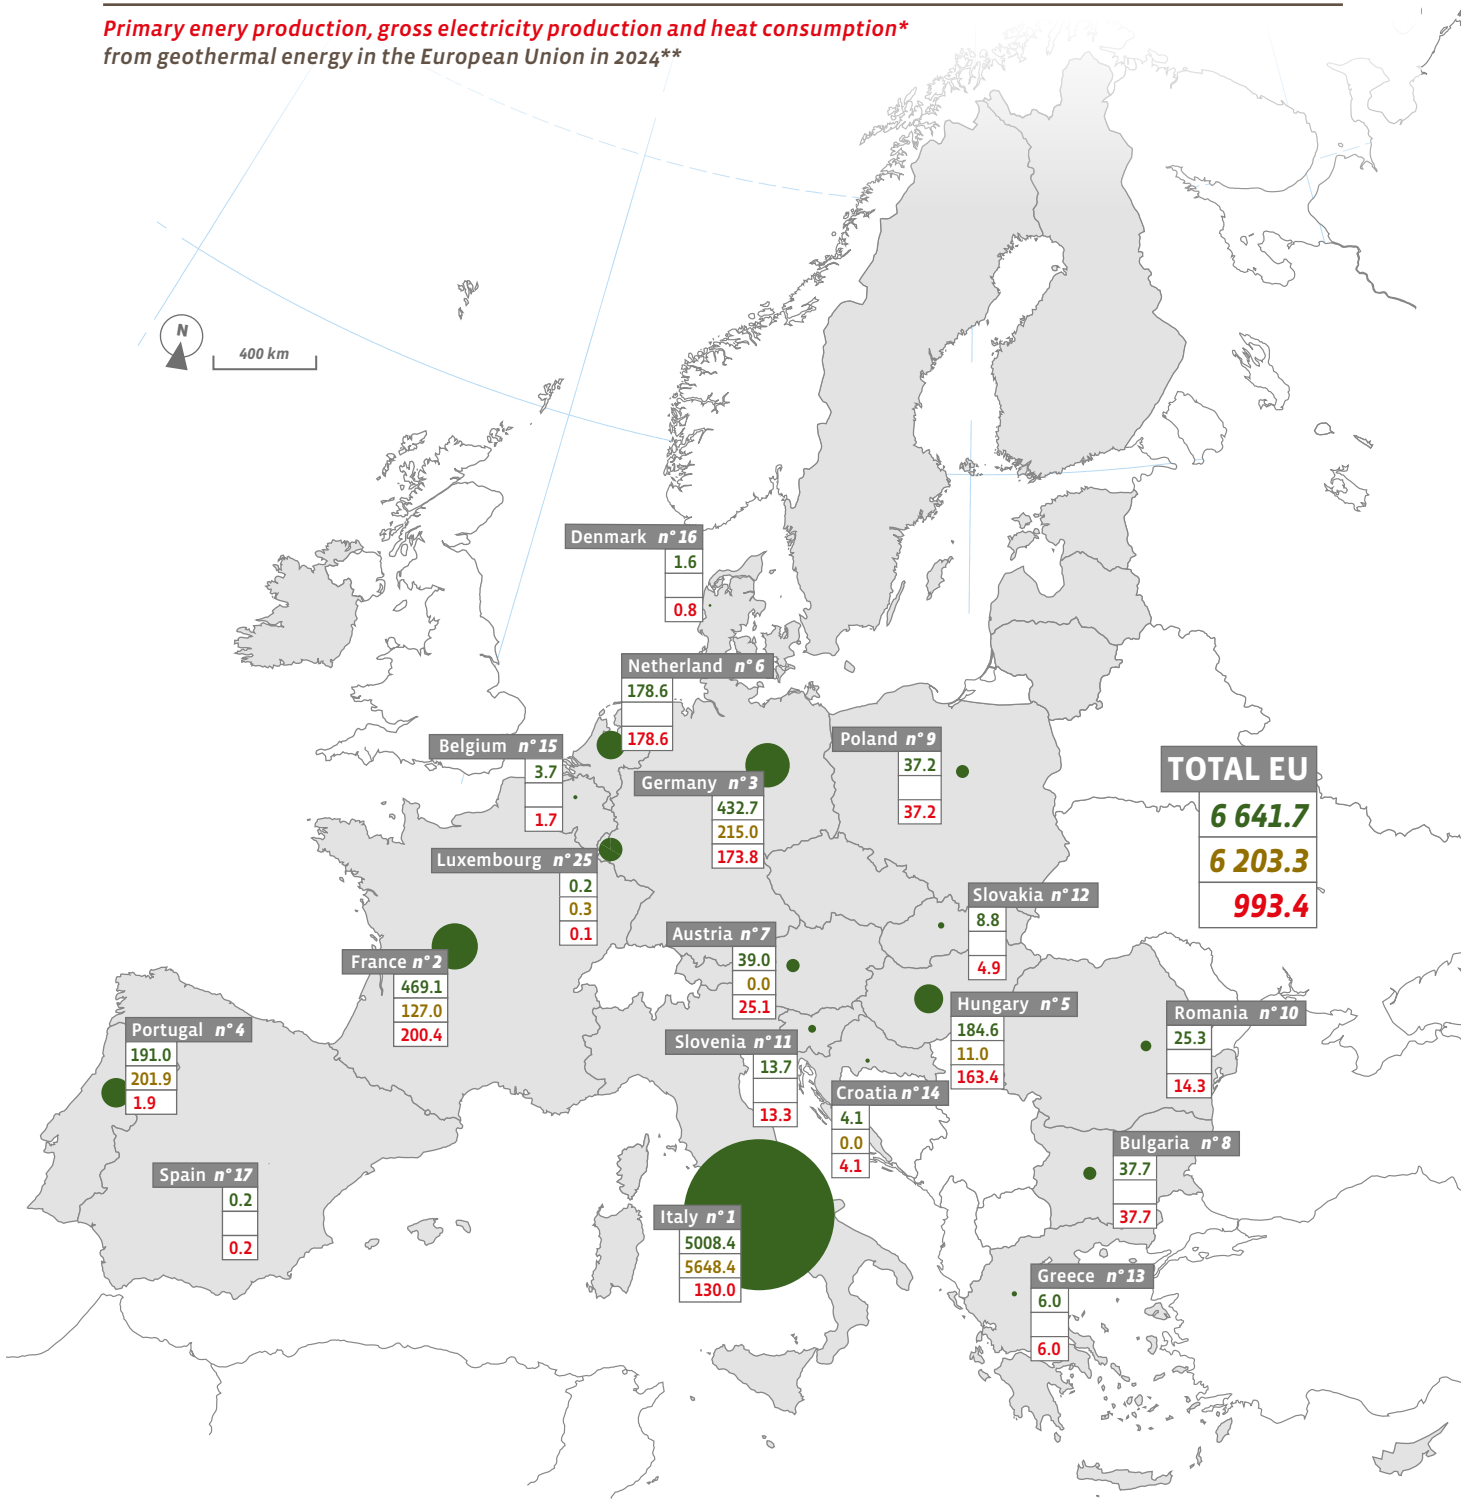 Primary enery production, gross electricity production and heat consumption*
from geothermal energy in the European Union in 2024**
N
400 km
Denmark n° 16
1.6
0.8
Netherland n° 6
178.6
178.6
Belgium n° 15
3.7
1.7
Poland n° 9
37.2
37.2
Germany n° 3
432.7
215.0
173.8
TOTAL EU
6 641.7
6 203.3
993.4
Luxembourg n° 25
0.2
0.3
0.1
Slovakia n° 12
8.8
4.9
Austria n° 7
39.0
0.0
25.1
France n° 2
469.1
127.0
200.4
Hungary n° 5
184.6
11.0
163.4
Romania n° 10
25.3
14.3
Portugal n° 4
191.0
201.9
1.9
Slovenia n° 11
13.7
13.3
Croatia n° 14
4.1
0.0
4.1
Bulgaria n° 8
37.7
37.7
Spain n° 17
0.2
0.2
Italy n° 1
5008.4
5648.4
130.0
Greece n° 13
6.0
6.0